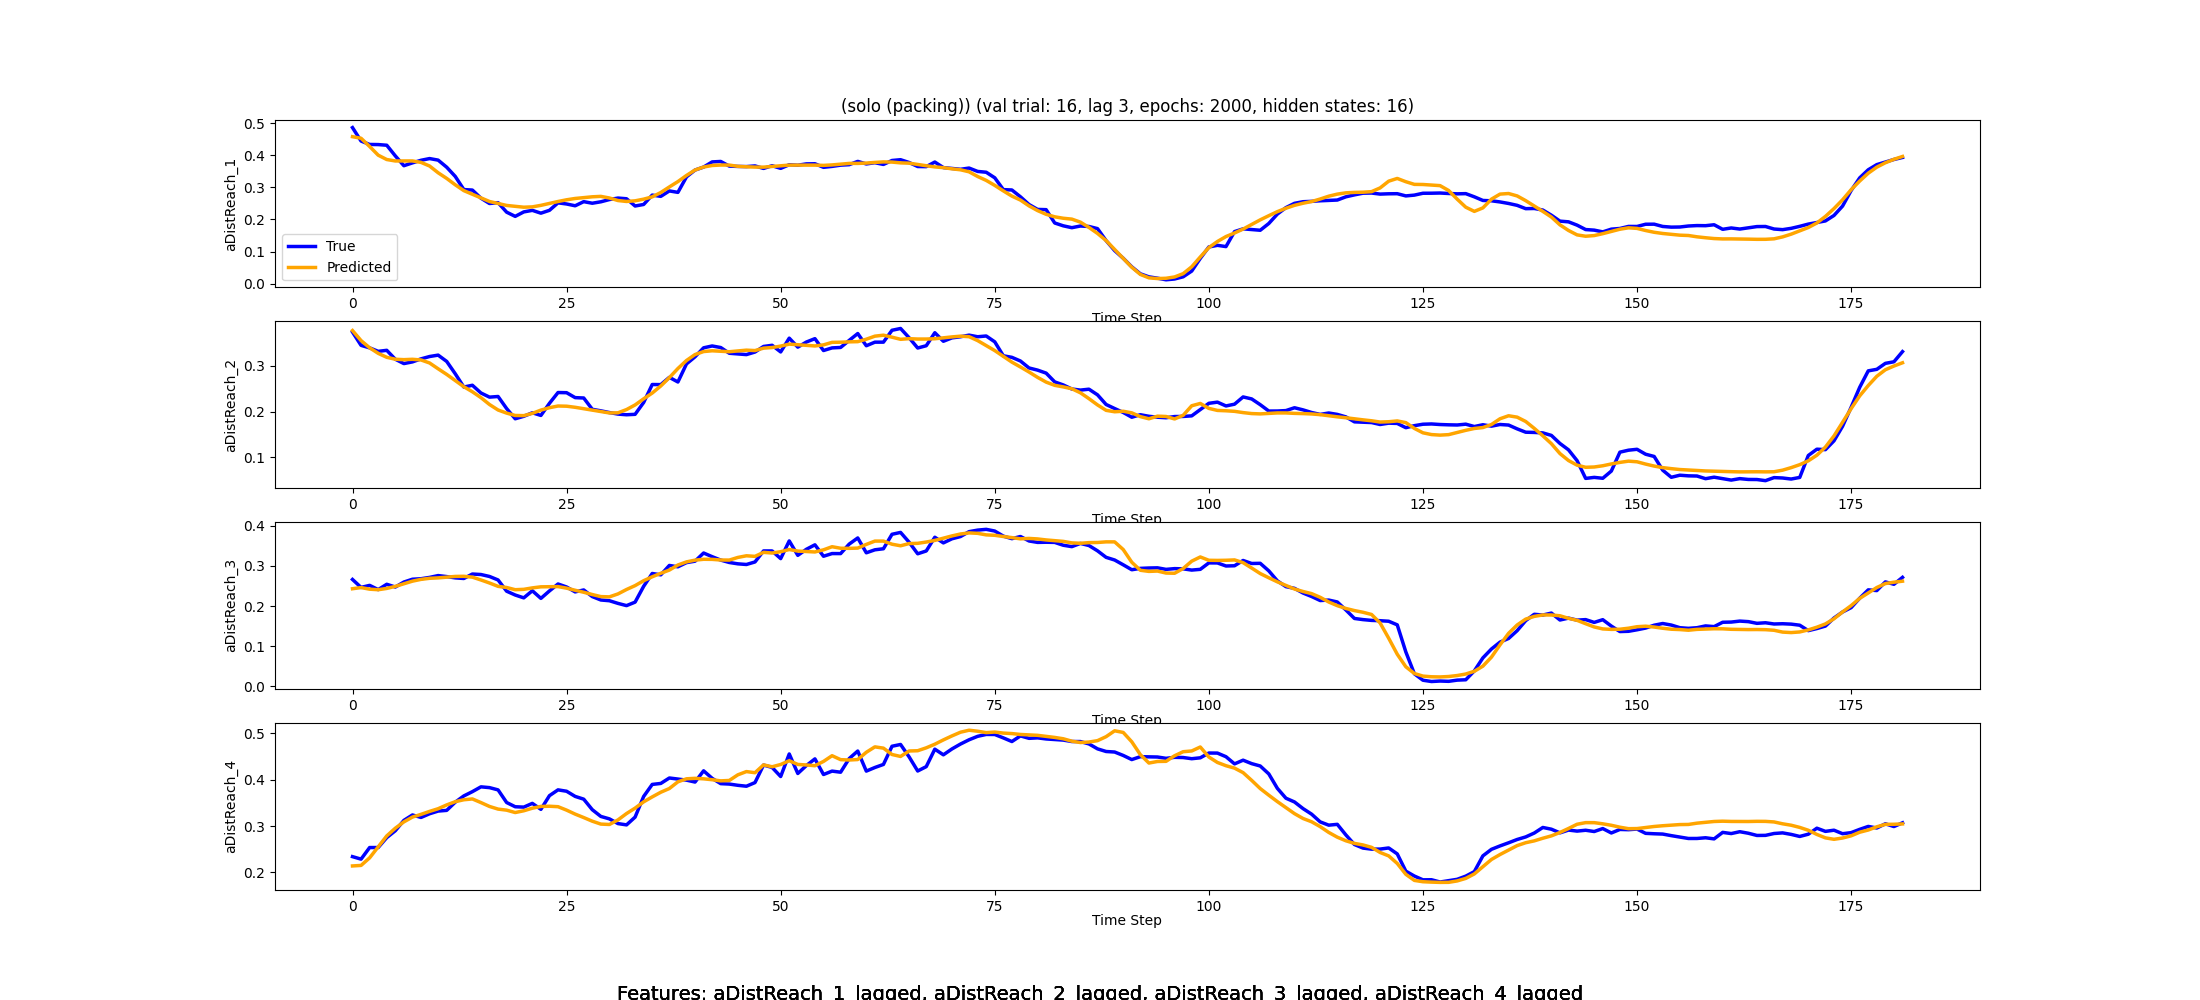 (solo (packing)) (val trial: 16, lag 3, epochs: 2000, hidden states: 16)
aDistReach_1
0.5
0.4
0.3
0.2
0.1
0.0
True
Predicted
0 25 50 75 100 125 150 175
Time Step
aDistReach_2
0.3
0.2
0.1
0 25 50 75 100 125 150 175
Time Step
aDistReach_3
0.4
0.3
0.2
0.1
0.0
0 25 50 75 100 125 150 175
Time Step
aDistReach_4
0.5
0.4
0.3
0.2
0 25 50 75 100 125 150 175
Time Step
Features: aDistReach_1_lagged, aDistReach_2_lagged, aDistReach_3_lagged, aDistReach_4_lagged